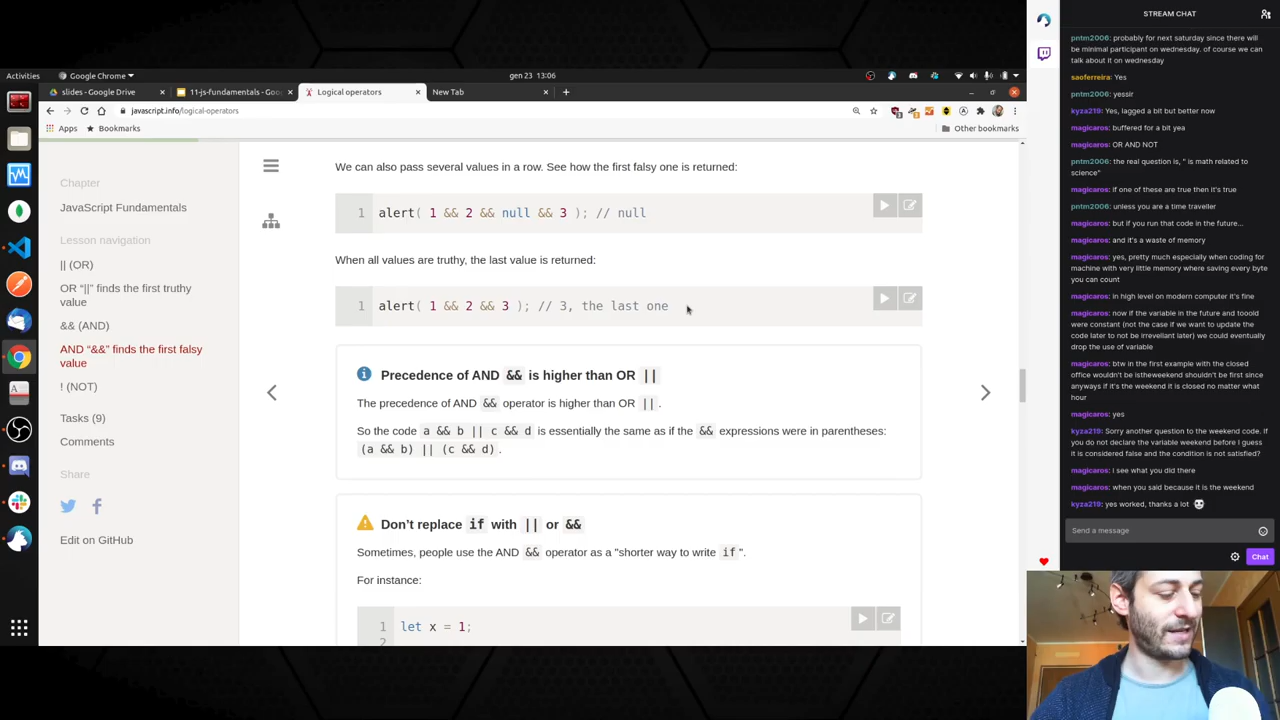 Activities
Google Chrome
gen 23 13:06
slides - Google Drive
11-js-fundamentals - Goog
Logical operators
New Tab
javascript.info/logical-operators
Apps
Bookmarks
Other bookmarks
Chapter
JavaScript Fundamentals
Lesson navigation
|| (OR)
OR “||” finds the first truthy
value
&& (AND)
AND “&&” finds the first falsy
value
! (NOT)
Tasks (9)
Comments
Share
Edit on GitHub
We can also pass several values in a row. See how the first falsy one is returned:
1 alert( 1 && 2 && null && 3 ); // null
When all values are truthy, the last value is returned:
1 alert( 1 && 2 && 3 ); // 3, the last one
Precedence of AND && is higher than OR ||
The precedence of AND && operator is higher than OR || .
So the code a && b || c && d is essentially the same as if the && expressions were in parentheses:
(a && b) || (c && d) .
Don’t replace if with || or &&
Sometimes, people use the AND && operator as a "shorter way to write if ".
For instance:
1 let x = 1;
2
STREAM CHAT
pntm2006: probably for next saturday since there will
be minimal participant on wednesday. of course we can
talk about it on wednesday
saoferreira: Yes
pntm2006: yessir
kyza219: Yes, lagged a bit but better now
magicaros: buffered for a bit yea
magicaros: OR AND NOT
pntm2006: the real question is, " is math related to
science"
magicaros: if one of these are true then it's true
pntm2006: unless you are a time traveller
magicaros: but if you run that code in the future...
magicaros: and it's a waste of memory
magicaros: yes, pretty much especially when coding for
machine with very little memory where saving every byte
you can count
magicaros: in high level on modern computer it's fine
magicaros: now if the variable in the future and tooold
were constant (not the case if we want to update the
code later to not be irrevellant later) we could eventually
drop the use of variable
magicaros: btw in the first example with the closed
office wouldn't be istheweekend shouldn't be first since
anyways if it's the weekend it is closed no matter what
hour
magicaros: yes
kyza219: Sorry another question to the weekend code. If
you do not declare the variable weekend before I guess
it is considered false and the condition is not satisfied?
magicaros: I see what you did there
magicaros: when you said because it is the weekend
kyza219: yes worked, thanks a lot
Send a message
Chat